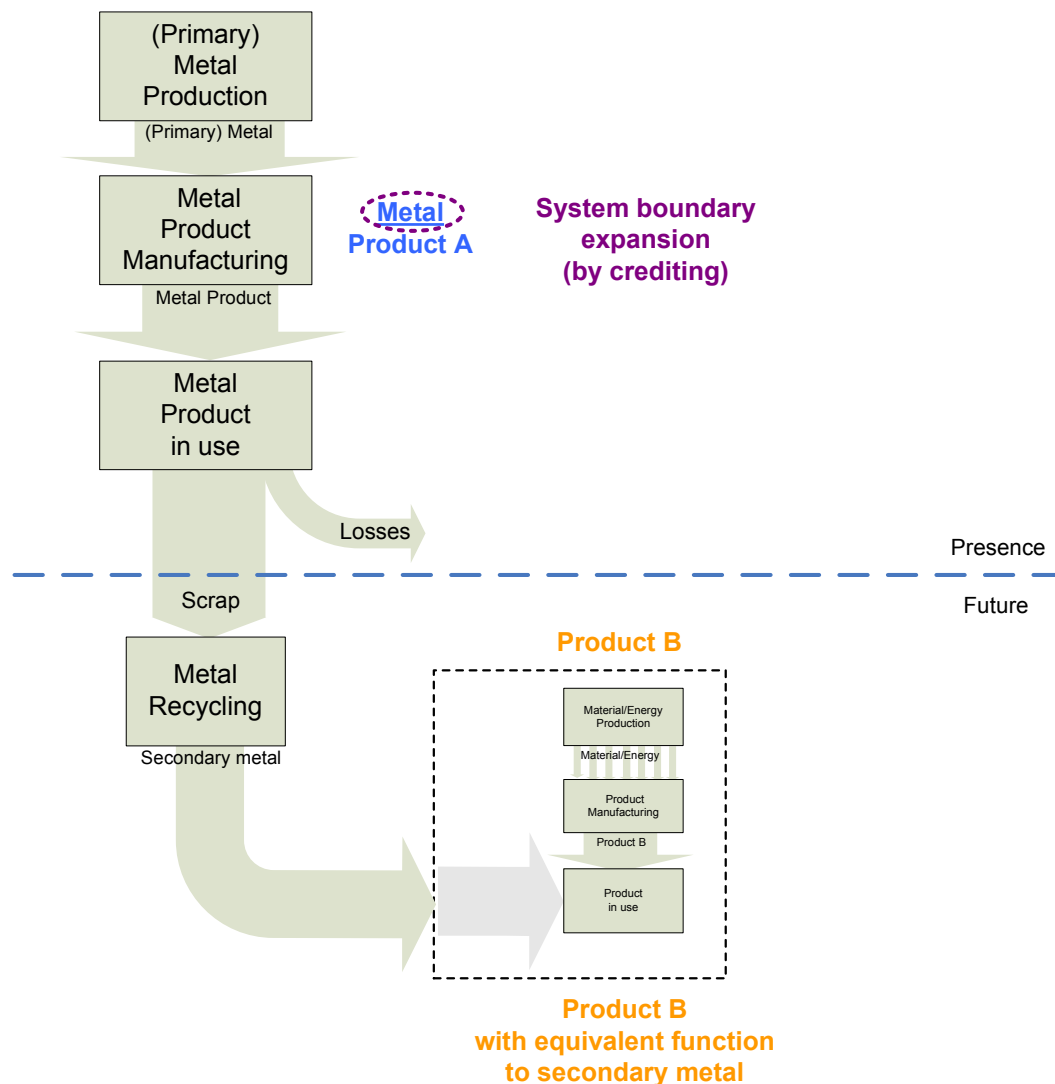 (Primary)
Metal
Production
(Primary) Metal
Metal
Product
Manufacturing
Metal
Product A
System boundary
expansion
(by crediting)
Metal Product
Metal
Product
in use
Losses
Presence
Scrap
Future
Metal
Recycling
Secondary metal
Product B
Material/Energy
Production
Material/Energy
Product
Manufacturing
Product B
Product
in use
Product B
with equivalent function
to secondary metal